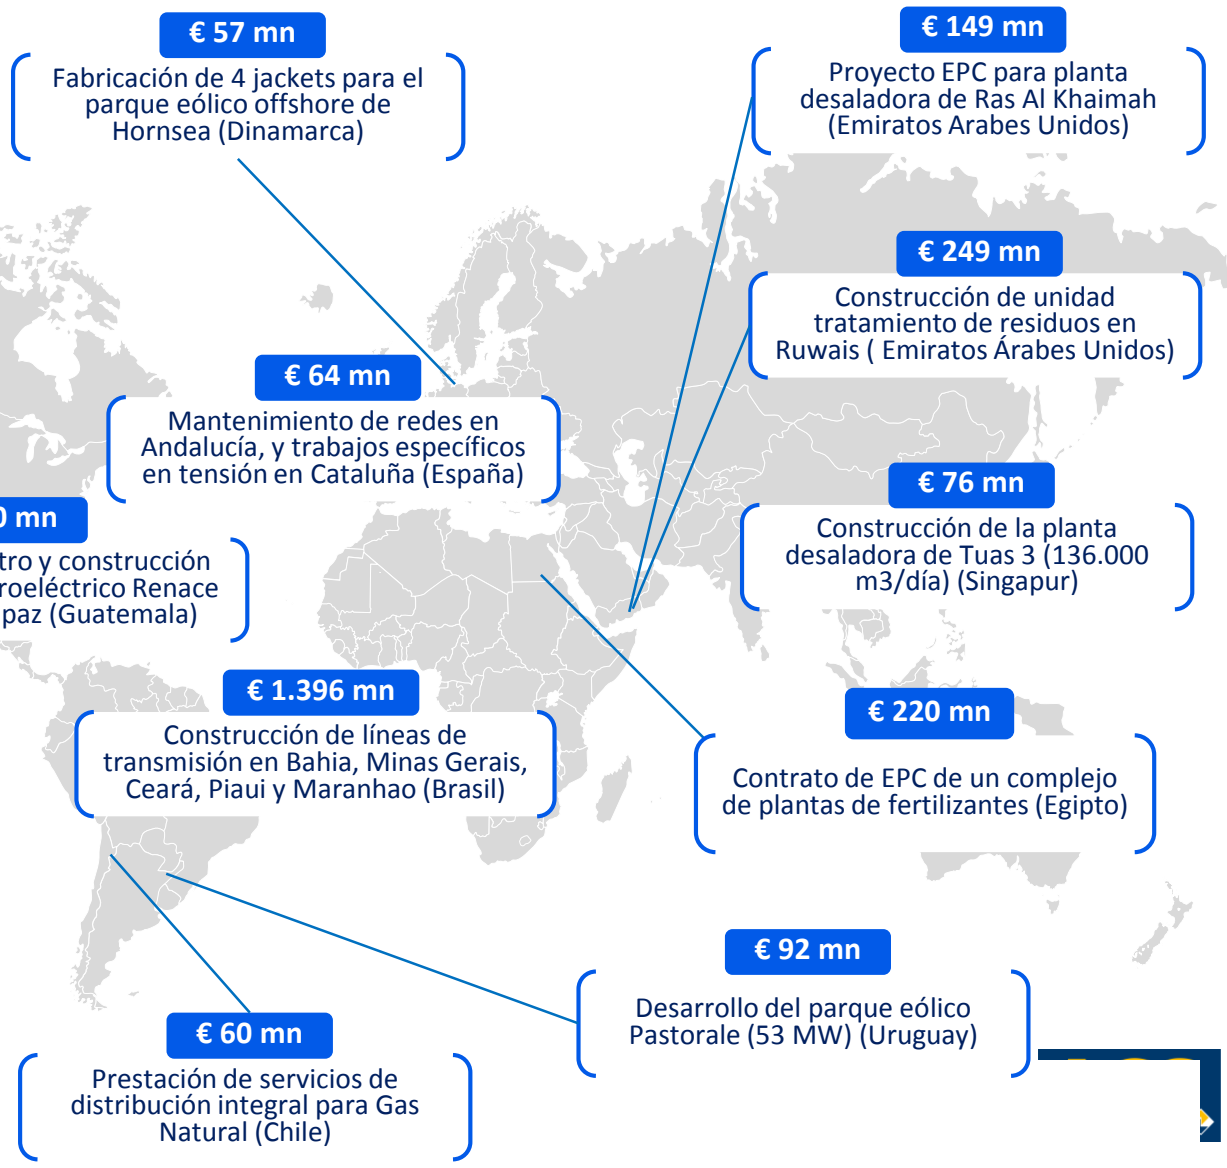 € 57 mn
Fabricación de 4 jackets para el
parque eólico offshore de
Hornsea (Dinamarca)
€ 149 mn
Proyecto EPC para planta
desaladora de Ras Al Khaimah
(Emiratos Arabes Unidos)
€ 249 mn
Construcción de unidad
tratamiento de residuos en
Ruwais ( Emiratos Árabes Unidos)
€ 64 mn
Mantenimiento de redes en
Andalucía, y trabajos específicos
en tensión en Cataluña (España)
€ 76 mn
Construcción de la planta
desaladora de Tuas 3 (136.000
m3/día) (Singapur)
mn
y construcción
Renace
(Guatemala)
€ 1.396 mn
Construcción de líneas de
transmisión en Bahia, Minas Gerais,
Ceará, Piaui y Maranhao (Brasil)
€ 220 mn
Contrato de EPC de un complejo
de plantas de fertilizantes (Egipto)
€ 92 mn
Desarrollo del parque eólico
Pastorale (53 MW) (Uruguay)
€ 60 mn
Prestación de servicios de
distribución integral para Gas
Natural (Chile)